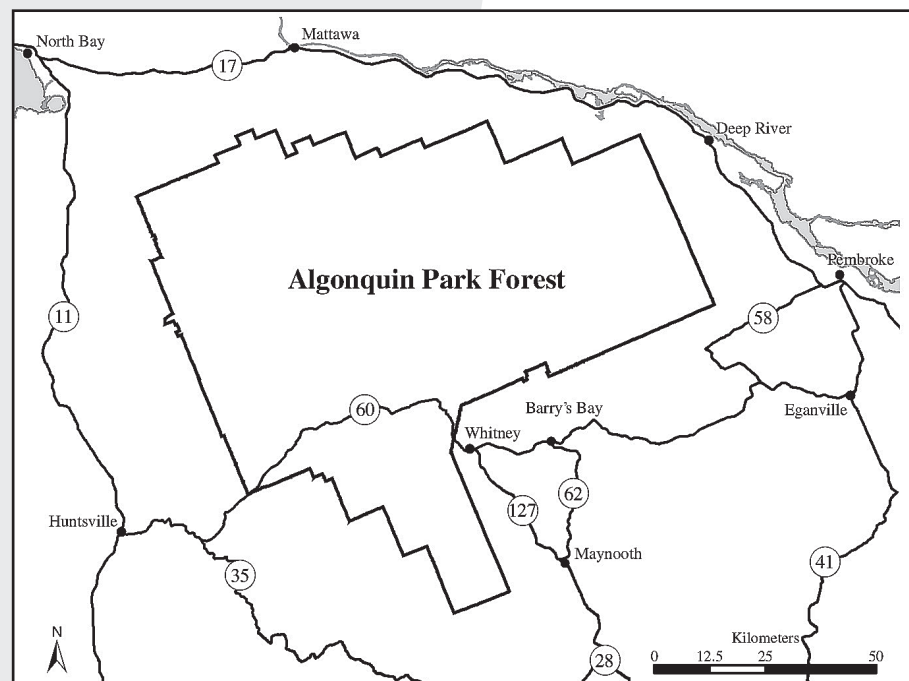 North Bay
Mattawa
17
Deep River
Algonquin Park Forest
Pembroke
11
58
60
Barry's Bay
Eganville
Whitney
62
127
Huntsville
Maynooth
41
35
N
Kilometers
28
0 12.5 25 50